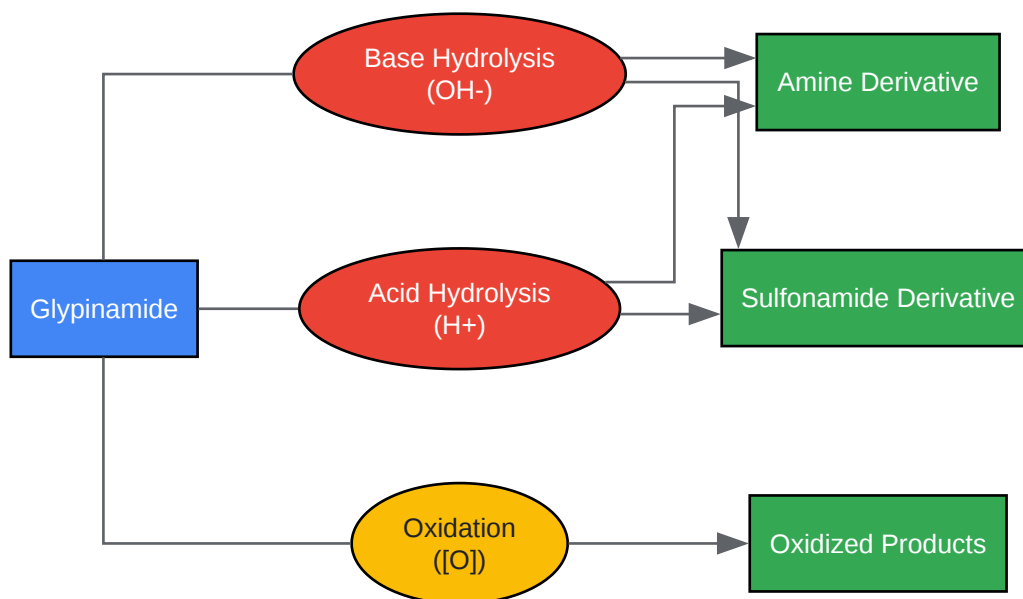 Base Hydrolysis
(OH-)
Amine Derivative
Glypinamide
Acid Hydrolysis
(H+)
Sulfonamide Derivative
Oxidation
([O])
Oxidized Products